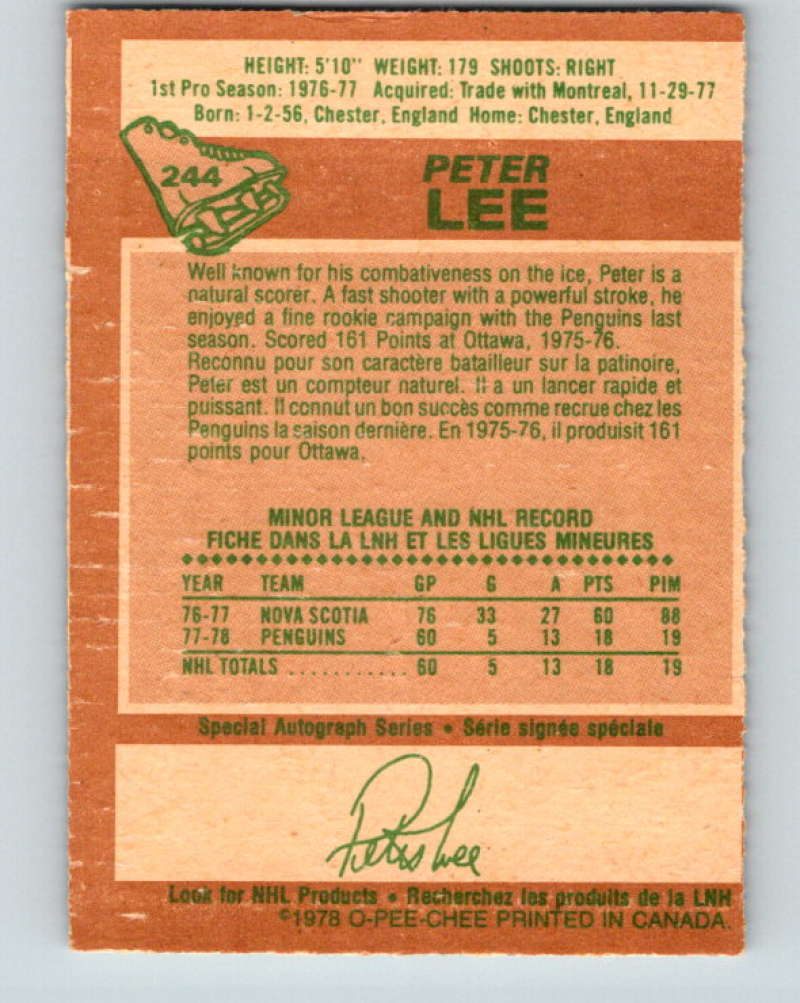 HEIGHT: 5'10" WEIGHT: 179 SHOOTS: RIGHT
1st Pro Season: 1976-77 Acquired: Trade with Montreal, 11-29-77
Born: 1-2-56, Chester, England Home: Chester, England
244
PETER
LEE
Well known for his combativeness on the ice, Peter is a
natural scorer. A fast shooter with a powerful stroke, he
enjoyed a fine rookie campaign with the Penguins last
season. Scored 161 Points at Ottawa, 1975-76.
Reconnu pour son caractère batailleur sur la patinoire,
Peter est un compteur naturel. Il a un lancer rapide et
puissant. Il connut un bon succès comme recrue chez les
Penguins la saison dernière. En 1975-76, il produisit 161
points pour Ottawa.
MINOR LEAGUE AND NHL RECORD
FICHE DANS LA LNH ET LES LIGUES MINEURES
YEAR TEAM GP G A PTS PIM
76-77 NOVA SCOTIA 76 33 27 60 88
77-78 PENGUINS 60 5 13 18 19
NHL TOTALS ........... 60 5 13 18 19
Special Autograph Series • Série signée spéciale
Peter Lee
Look for NHL Products • Recherchez les produits de la LNH
©1978 O-PEE-CHEE PRINTED IN CANADA.